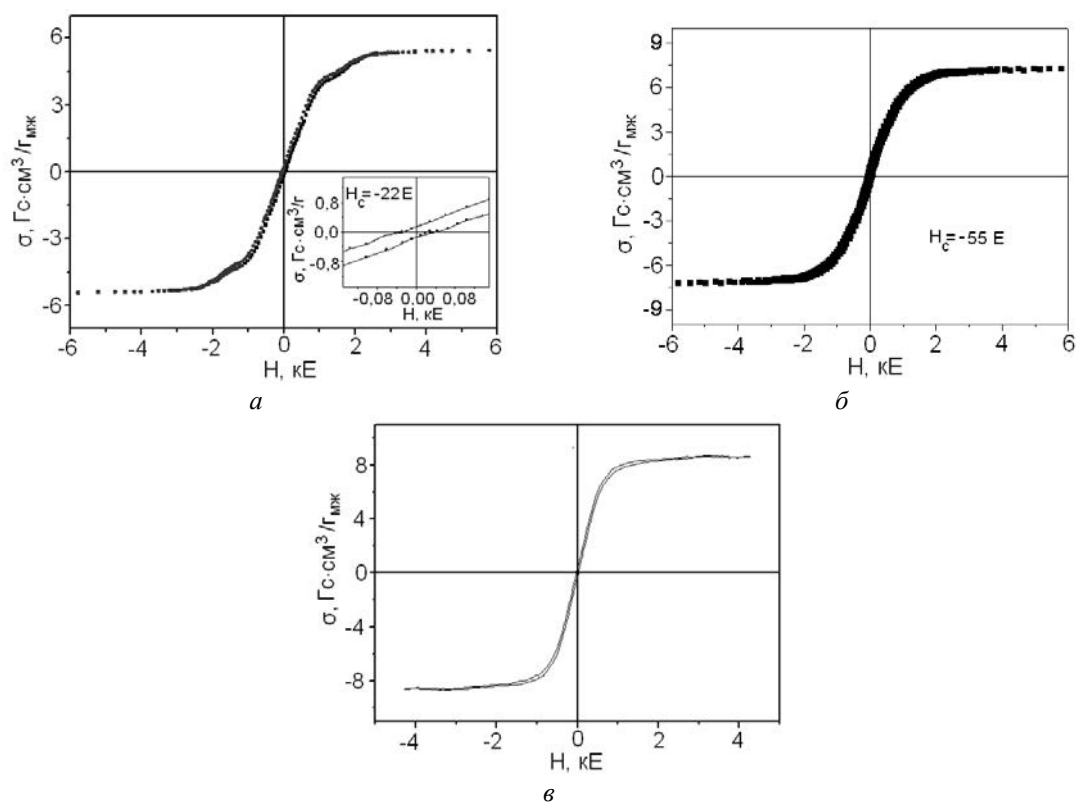 6
3
0
-3
-6
σ, Гс·см³/гмж
-6 -4 -2 0 2 4 6
H, кЕ
Hc= -22 E
0,8
0,0
-0,8
σ, Гс·см³/г
-0,08 0,00 0,08
H, кЕ
а
9
6
3
0
-3
-6
-9
σ, Гс·см³/гмж
Hc= -55 E
-6 -4 -2 0 2 4 6
H, кЕ
б
8
4
0
-4
-8
σ, Гс·см³/гмж
-4 -2 0 2 4
H, кЕ
в